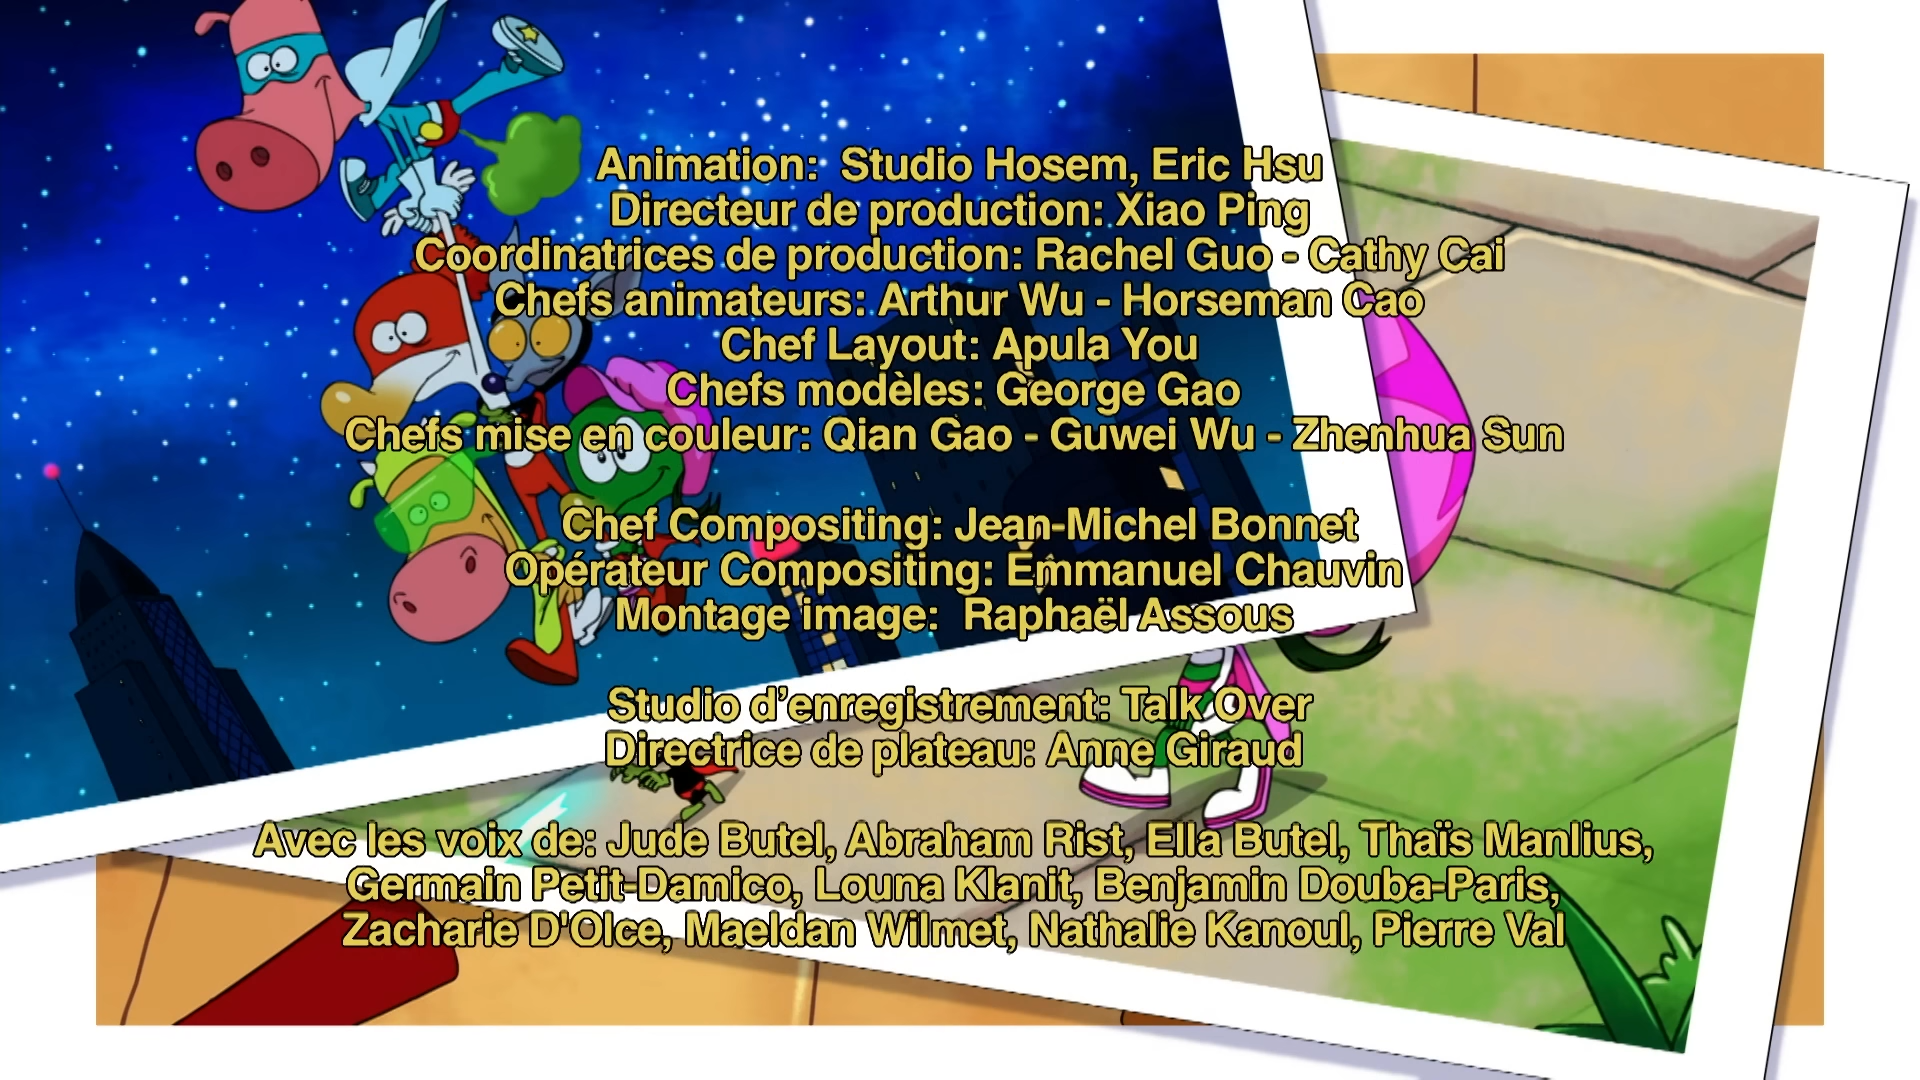 Animation:  Studio Hosem, Eric Hsu
Directeur de production: Xiao Ping
Coordinatrices de production: Rachel Guo - Cathy Cai
Chefs animateurs: Arthur Wu - Horseman Cao
Chef Layout: Apula You
Chefs modèles: George Gao
Chefs mise en couleur: Qian Gao - Guwei Wu - Zhenhua Sun
Chef Compositing: Jean-Michel Bonnet
Opérateur Compositing: Emmanuel Chauvin
Montage image:  Raphaël Assous
Studio d’enregistrement: Talk Over
Directrice de plateau: Anne Giraud
Avec les voix de: Jude Butel, Abraham Rist, Ella Butel, Thaïs Manlius,
Germain Petit-Damico, Louna Klanit, Benjamin Douba-Paris,
Zacharie D'Olce, Maeldan Wilmet, Nathalie Kanoul, Pierre Val